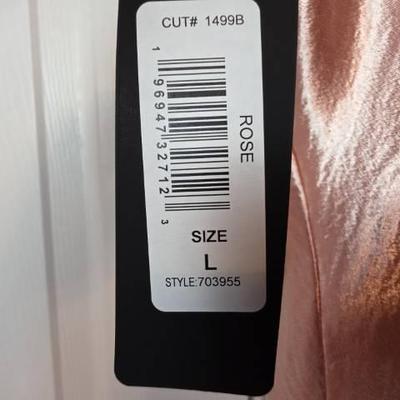 CUT# 1499B
1 96947 32712 3
ROSE
SIZE
L
STYLE:703955